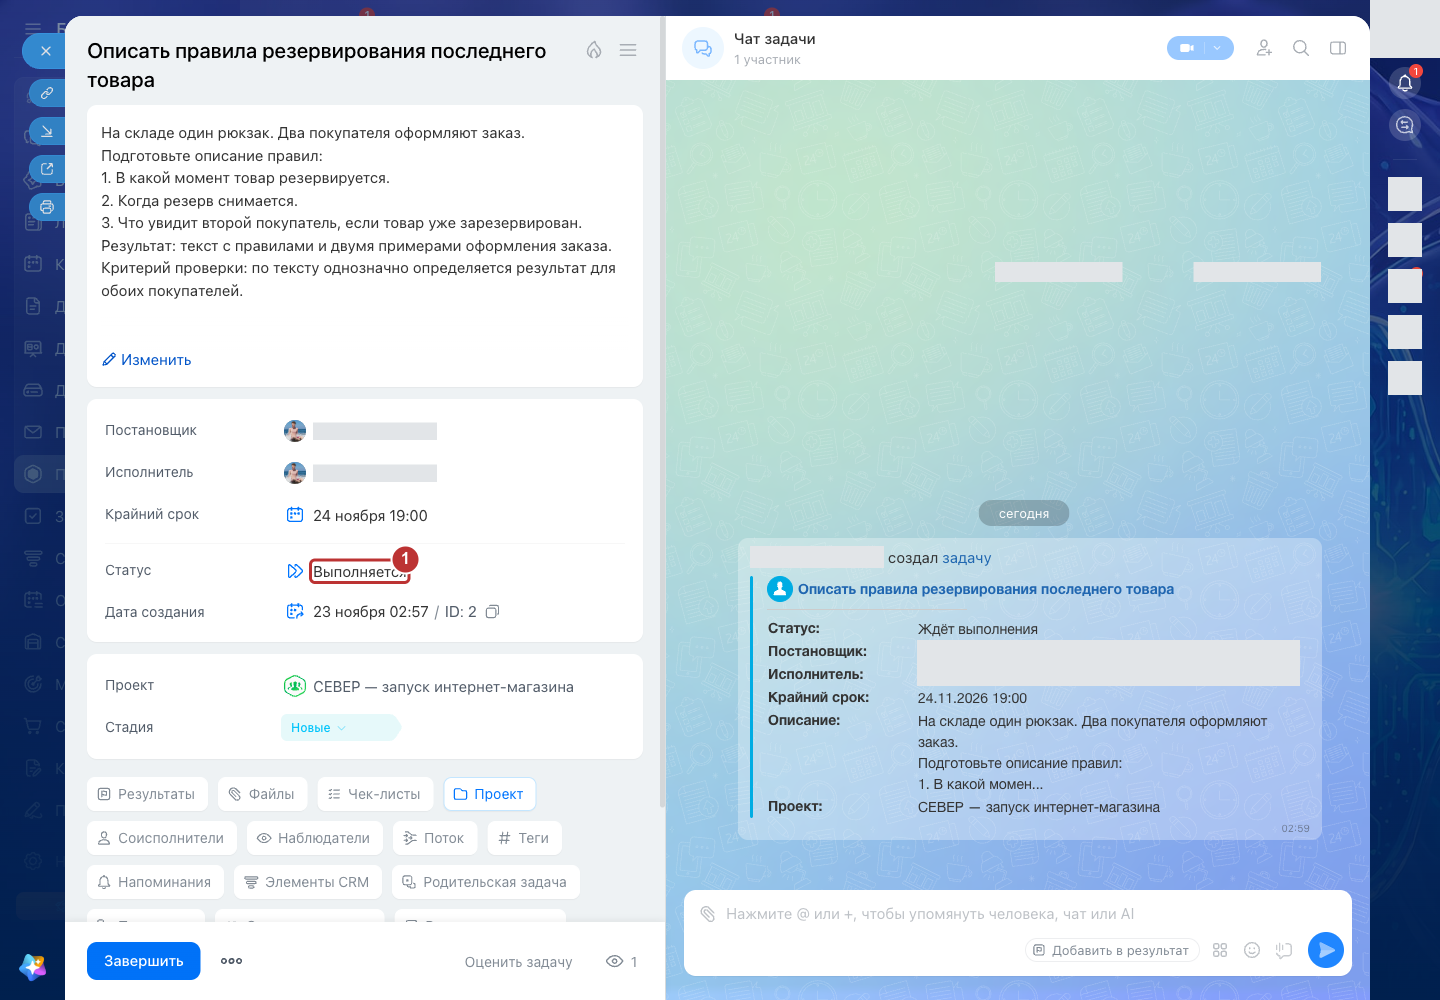 Описать правила резервирования последнего
товара
На складе один рюкзак. Два покупателя оформляют заказ.
Подготовьте описание правил:
1. В какой момент товар резервируется.
2. Когда резерв снимается.
3. Что увидит второй покупатель, если товар уже зарезервирован.
Результат: текст с правилами и двумя примерами оформления заказа.
Критерий проверки: по тексту однозначно определяется результат для
обоих покупателей.
Изменить
Постановщик
Исполнитель
Крайний срок
24 ноября 19:00
Статус
Выполняется
1
Дата создания
23 ноября 02:57 / ID: 2
Проект
СЕВЕР — запуск интернет-магазина
Стадия
Новые
Результаты
Файлы
Чек-листы
Проект
Соисполнители
Наблюдатели
Поток
Теги
Напоминания
Элементы CRM
Родительская задача
Завершить
Оценить задачу
1
Чат задачи
1 участник
сегодня
создал задачу
Описать правила резервирования последнего товара
Статус:
Ждёт выполнения
Постановщик:
Исполнитель:
Крайний срок:
24.11.2026 19:00
Описание:
На складе один рюкзак. Два покупателя оформляют
заказ.
Подготовьте описание правил:
1. В какой момен...
Проект:
СЕВЕР — запуск интернет-магазина
02:59
Нажмите @ или +, чтобы упомянуть человека, чат или AI
Добавить в результат
1